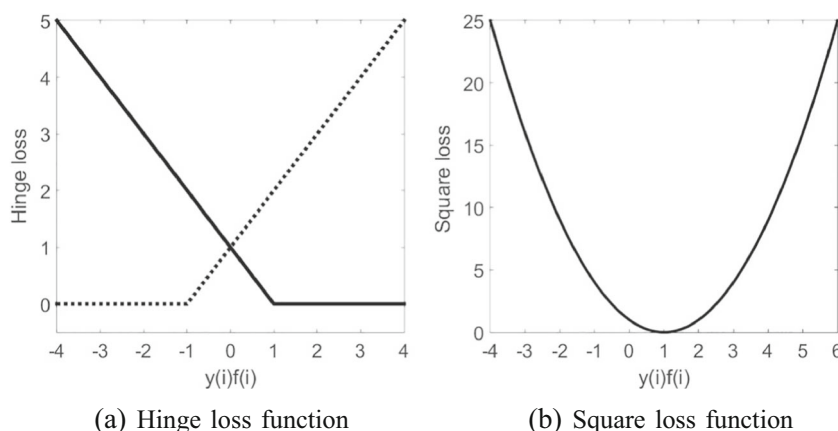 5
4
3
2
1
0
Hinge loss
-4 -3 -2 -1 0 1 2 3 4
y(i)f(i)
(a) Hinge loss function
25
20
15
10
5
0
Square loss
-4 -3 -2 -1 0 1 2 3 4 5 6
y(i)f(i)
(b) Square loss function